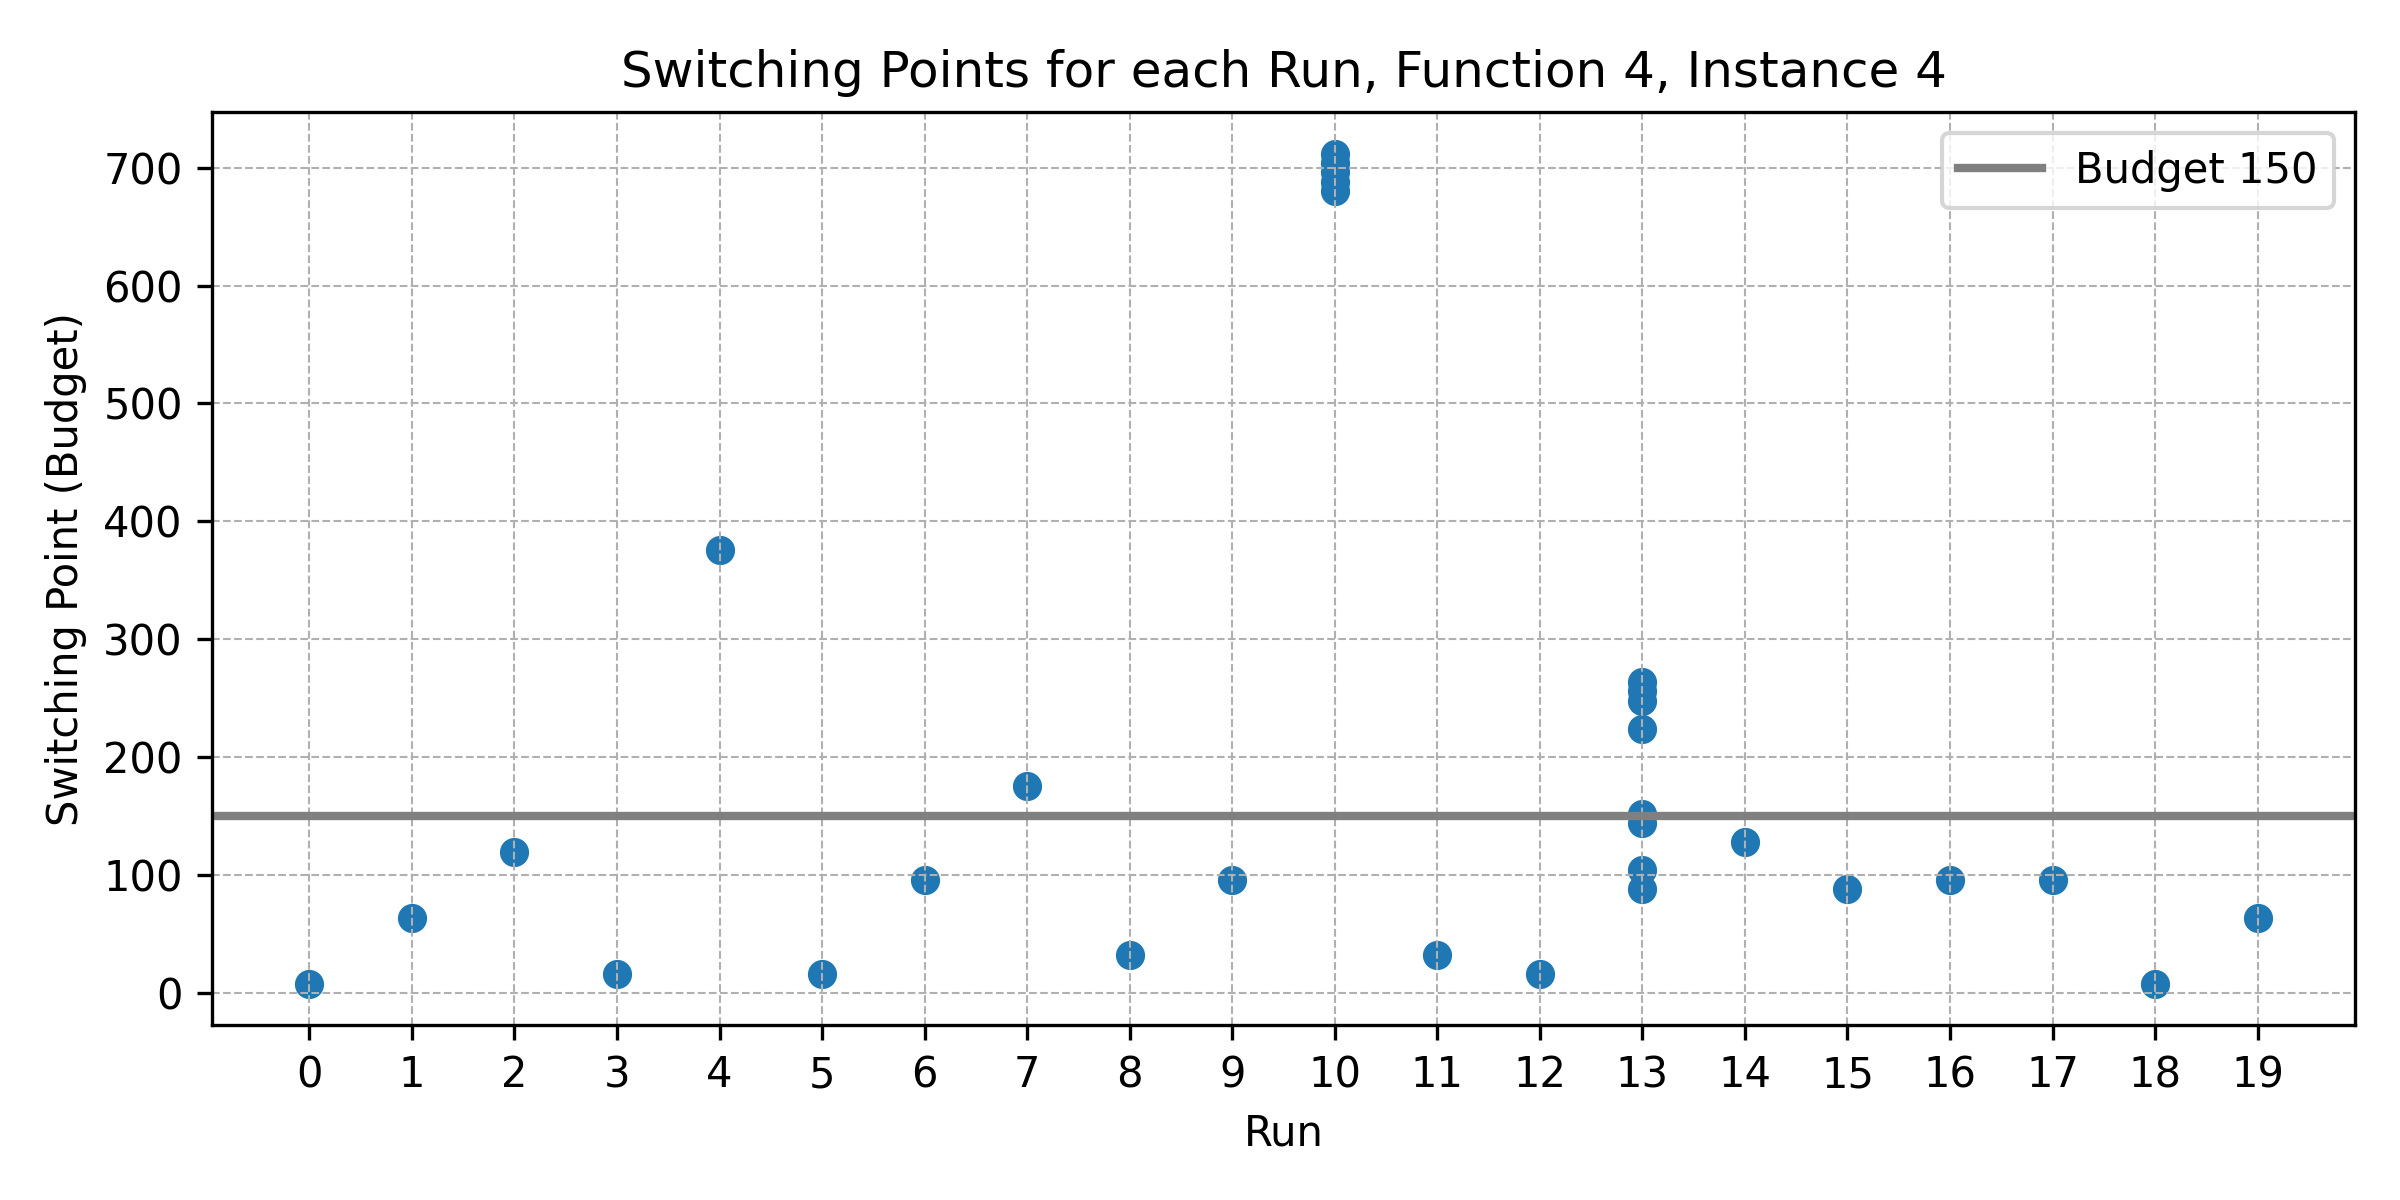 Switching Points for each Run, Function 4, Instance 4
Budget 150
Switching Point (Budget)
700
600
500
400
300
200
100
0
0 1 2 3 4 5 6 7 8 9 10 11 12 13 14 15 16 17 18 19
Run